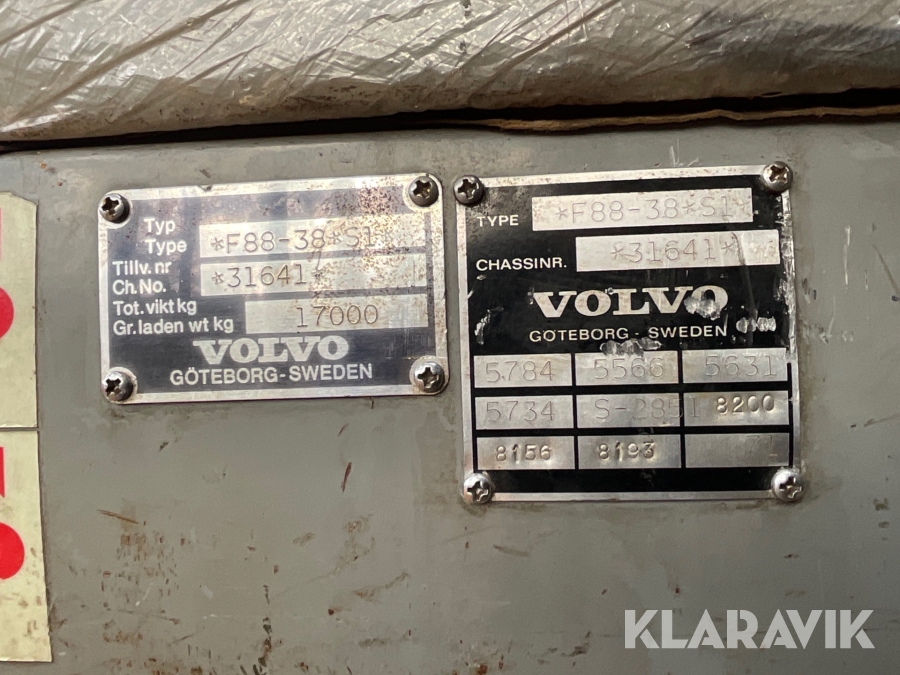 Typ
Type *F88-38*S1
Tillv. nr
Ch. No. *31641*
Tot. vikt kg
Gr. laden wt kg 17000
VOLVO
GÖTEBORG - SWEDEN
TYPE *F88-38*S1*
CHASSINR. *31641*
VOLVO
GÖTEBORG - SWEDEN
5784 5566 5631
5734 S-2851 8200
8156 8193
KLARAVIK